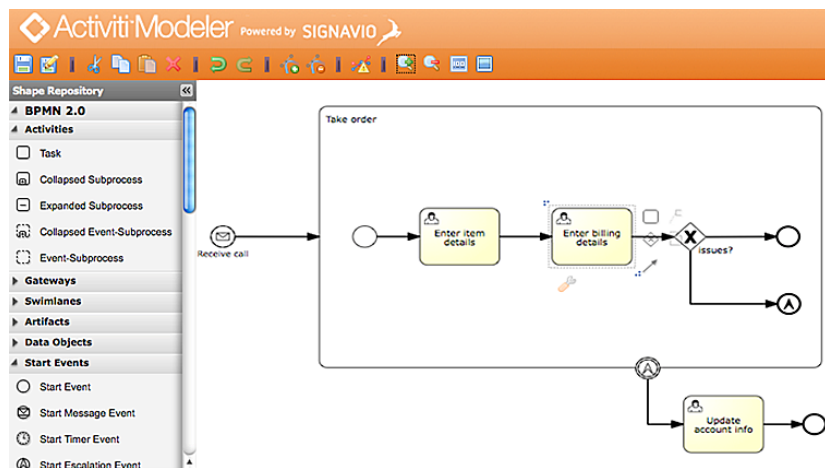 Activiti Modeler Powered by SIGNAVIO
Shape Repository
BPMN 2.0
Activities
Task
Collapsed Subprocess
Expanded Subprocess
Collapsed Event-Subprocess
Event-Subprocess
Gateways
Swimlanes
Artifacts
Data Objects
Start Events
Start Event
Start Message Event
Start Timer Event
Start Escalation Event
Take order
Receive call
Enter item
details
Enter billing
details
issues?
Update
account info